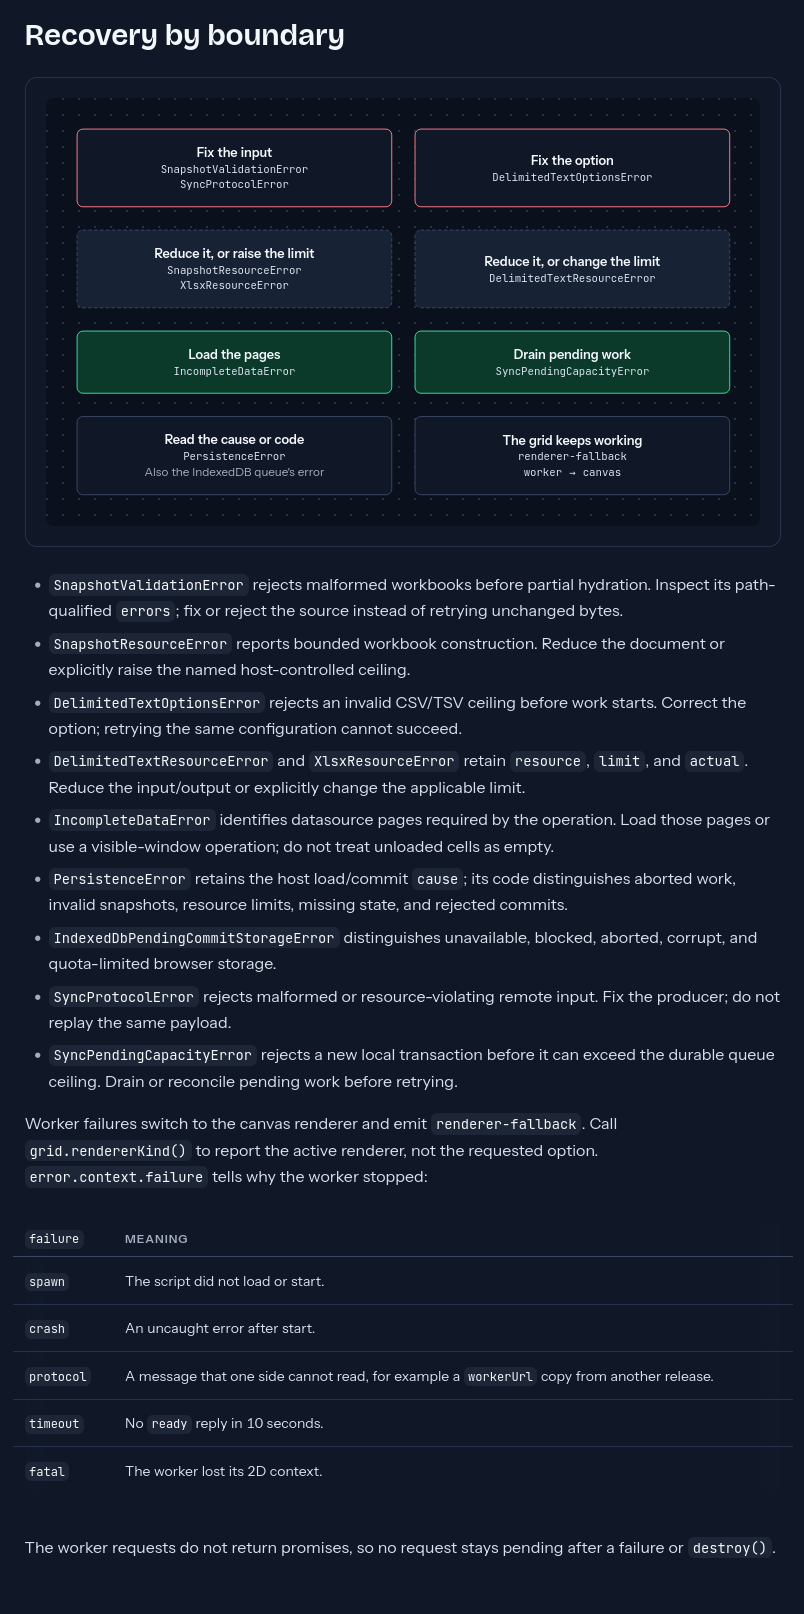 Recovery by boundary
Fix the input
SnapshotValidationError
SyncProtocolError
Fix the option
DelimitedTextOptionsError
Reduce it, or raise the limit
SnapshotResourceError
XlsxResourceError
Reduce it, or change the limit
DelimitedTextResourceError
Load the pages
IncompleteDataError
Drain pending work
SyncPendingCapacityError
Read the cause or code
PersistenceError
Also the IndexedDB queue's error
The grid keeps working
renderer-fallback
worker → canvas
• SnapshotValidationError rejects malformed workbooks before partial hydration. Inspect its path-
qualified errors; fix or reject the source instead of retrying unchanged bytes.
• SnapshotResourceError reports bounded workbook construction. Reduce the document or
explicitly raise the named host-controlled ceiling.
• DelimitedTextOptionsError rejects an invalid CSV/TSV ceiling before work starts. Correct the
option; retrying the same configuration cannot succeed.
• DelimitedTextResourceError and XlsxResourceError retain resource, limit, and actual.
Reduce the input/output or explicitly change the applicable limit.
• IncompleteDataError identifies datasource pages required by the operation. Load those pages or
use a visible-window operation; do not treat unloaded cells as empty.
• PersistenceError retains the host load/commit cause; its code distinguishes aborted work,
invalid snapshots, resource limits, missing state, and rejected commits.
• IndexedDbPendingCommitStorageError distinguishes unavailable, blocked, aborted, corrupt, and
quota-limited browser storage.
• SyncProtocolError rejects malformed or resource-violating remote input. Fix the producer; do not
replay the same payload.
• SyncPendingCapacityError rejects a new local transaction before it can exceed the durable queue
ceiling. Drain or reconcile pending work before retrying.
Worker failures switch to the canvas renderer and emit renderer-fallback. Call
grid.rendererKind() to report the active renderer, not the requested option.
error.context.failure tells why the worker stopped:
failure MEANING
spawn The script did not load or start.
crash An uncaught error after start.
protocol A message that one side cannot read, for example a workerUrl copy from another release.
timeout No ready reply in 10 seconds.
fatal The worker lost its 2D context.
The worker requests do not return promises, so no request stays pending after a failure or destroy().